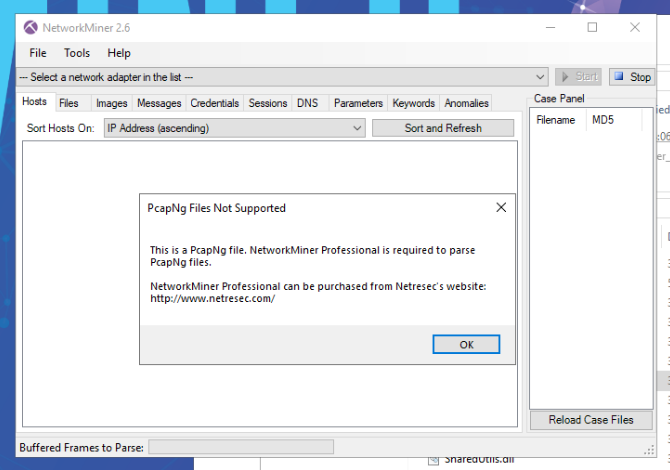 NetworkMiner 2.6
File Tools Help
--- Select a network adapter in the list ---
Start
Stop
Hosts Files Images Messages Credentials Sessions DNS Parameters Keywords Anomalies
Case Panel
Sort Hosts On: IP Address (ascending) Sort and Refresh
Filename MD5
PcapNg Files Not Supported
This is a PcapNg file. NetworkMiner Professional is required to parse
PcapNg files.
NetworkMiner Professional can be purchased from Netresec's website:
http://www.netresec.com/
OK
Reload Case Files
Buffered Frames to Parse:
SharedUtils.dll